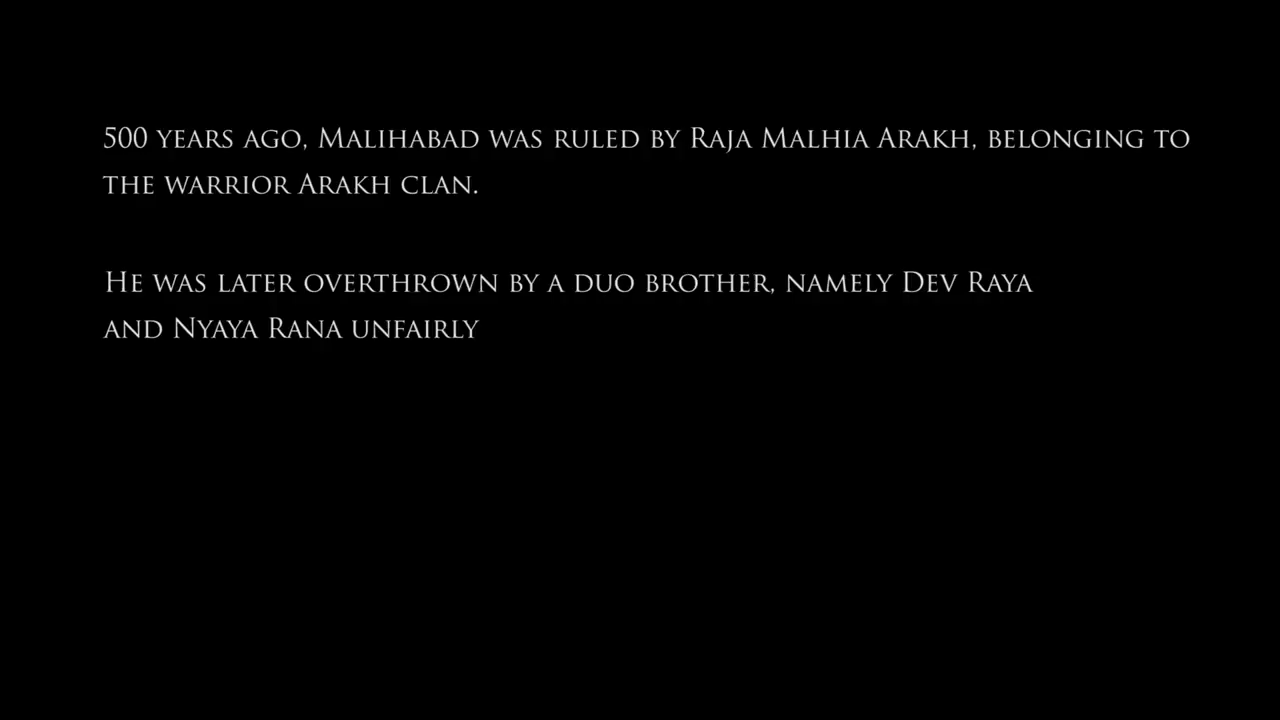 500 years ago, Malihabad was ruled by Raja Malhia Arakh, belonging to
the warrior Arakh clan.
He was later overthrown by a duo brother, namely Dev Raya
and Nyaya Rana unfairly